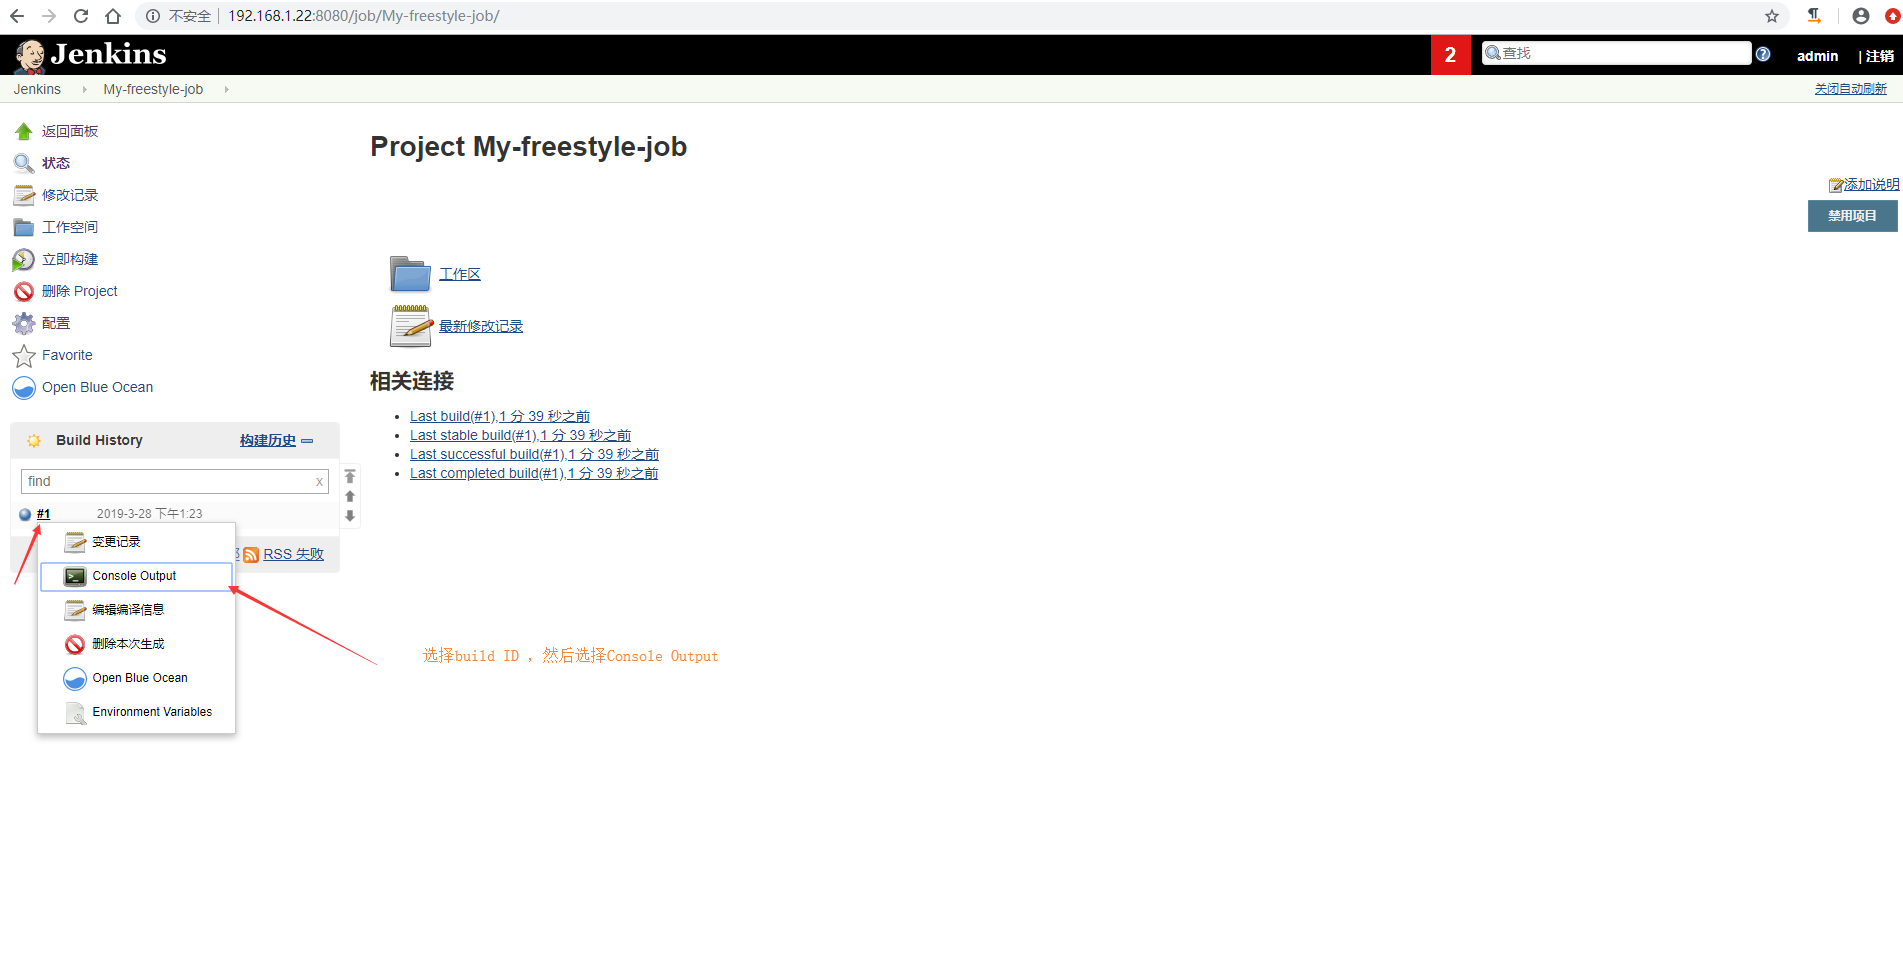 不安全 192.168.1.22:8080/job/My-freestyle-job/
Jenkins
2
查找
admin
| 注销
Jenkins
My-freestyle-job
关闭自动刷新
返回面板
状态
修改记录
工作空间
立即构建
删除 Project
配置
Favorite
Open Blue Ocean
Project My-freestyle-job
添加说明
禁用项目
工作区
最新修改记录
相关连接
Last build(#1),1 分 39 秒之前
Last stable build(#1),1 分 39 秒之前
Last successful build(#1),1 分 39 秒之前
Last completed build(#1),1 分 39 秒之前
Build History
构建历史
find
x
#1
2019-3-28 下午1:23
RSS 失败
变更记录
Console Output
编辑编译信息
删除本次生成
Open Blue Ocean
Environment Variables
选择build ID ，然后选择Console Output